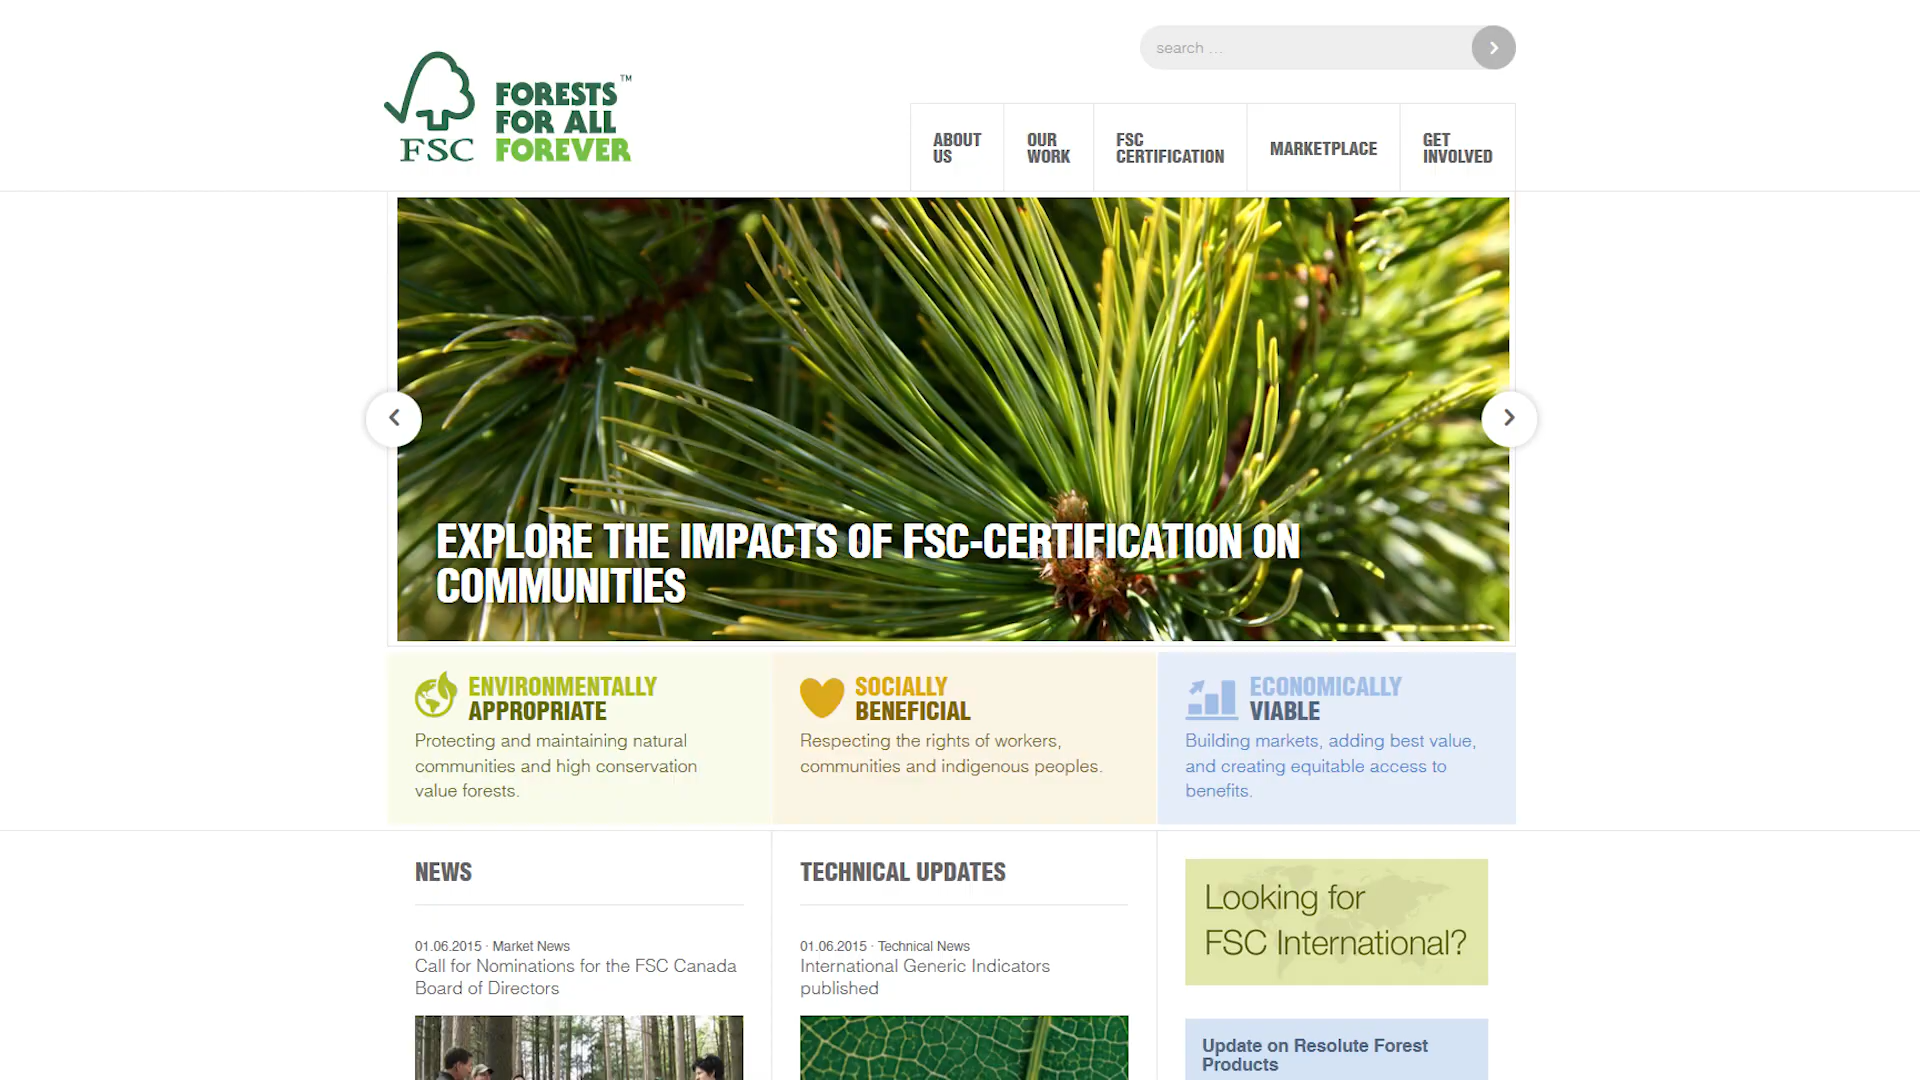 search ...
FSC
FORESTS™
FOR ALL
FOREVER
ABOUT
US
OUR
WORK
FSC
CERTIFICATION
MARKETPLACE
GET
INVOLVED
EXPLORE THE IMPACTS OF FSC-CERTIFICATION ON
COMMUNITIES
ENVIRONMENTALLY
APPROPRIATE
Protecting and maintaining natural
communities and high conservation
value forests.
SOCIALLY
BENEFICIAL
Respecting the rights of workers,
communities and indigenous peoples.
ECONOMICALLY
VIABLE
Building markets, adding best value,
and creating equitable access to
benefits.
NEWS
01.06.2015 · Market News
Call for Nominations for the FSC Canada
Board of Directors
TECHNICAL UPDATES
01.06.2015 · Technical News
International Generic Indicators
published
Looking for
FSC International?
Update on Resolute Forest
Products